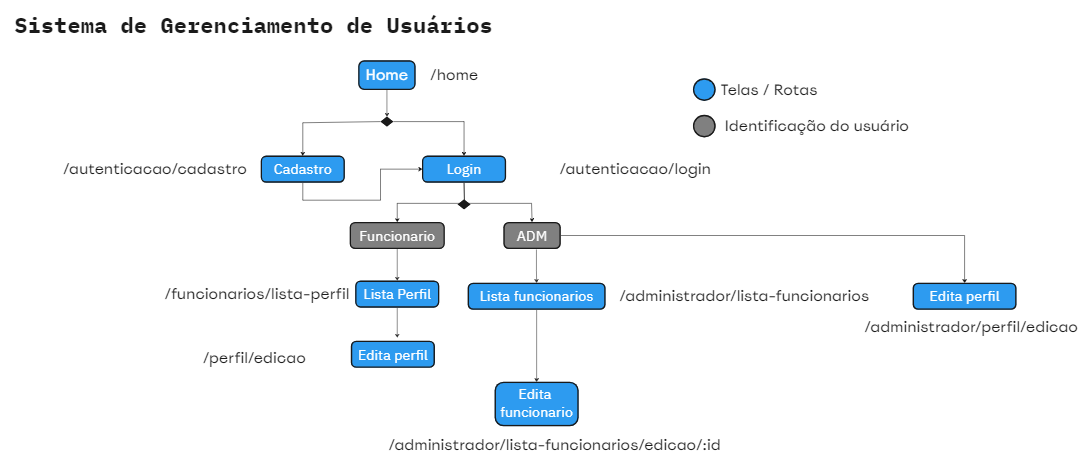 Sistema de Gerenciamento de Usuários
Home
/home
Telas / Rotas
Identificação do usuário
/autenticacao/cadastro
Cadastro
Login
/autenticacao/login
Funcionario
ADM
/funcionarios/lista-perfil
Lista Perfil
Lista funcionarios
/administrador/lista-funcionarios
Edita perfil
/administrador/perfil/edicao
/perfil/edicao
Edita perfil
Edita
funcionario
/administrador/lista-funcionarios/edicao/:id